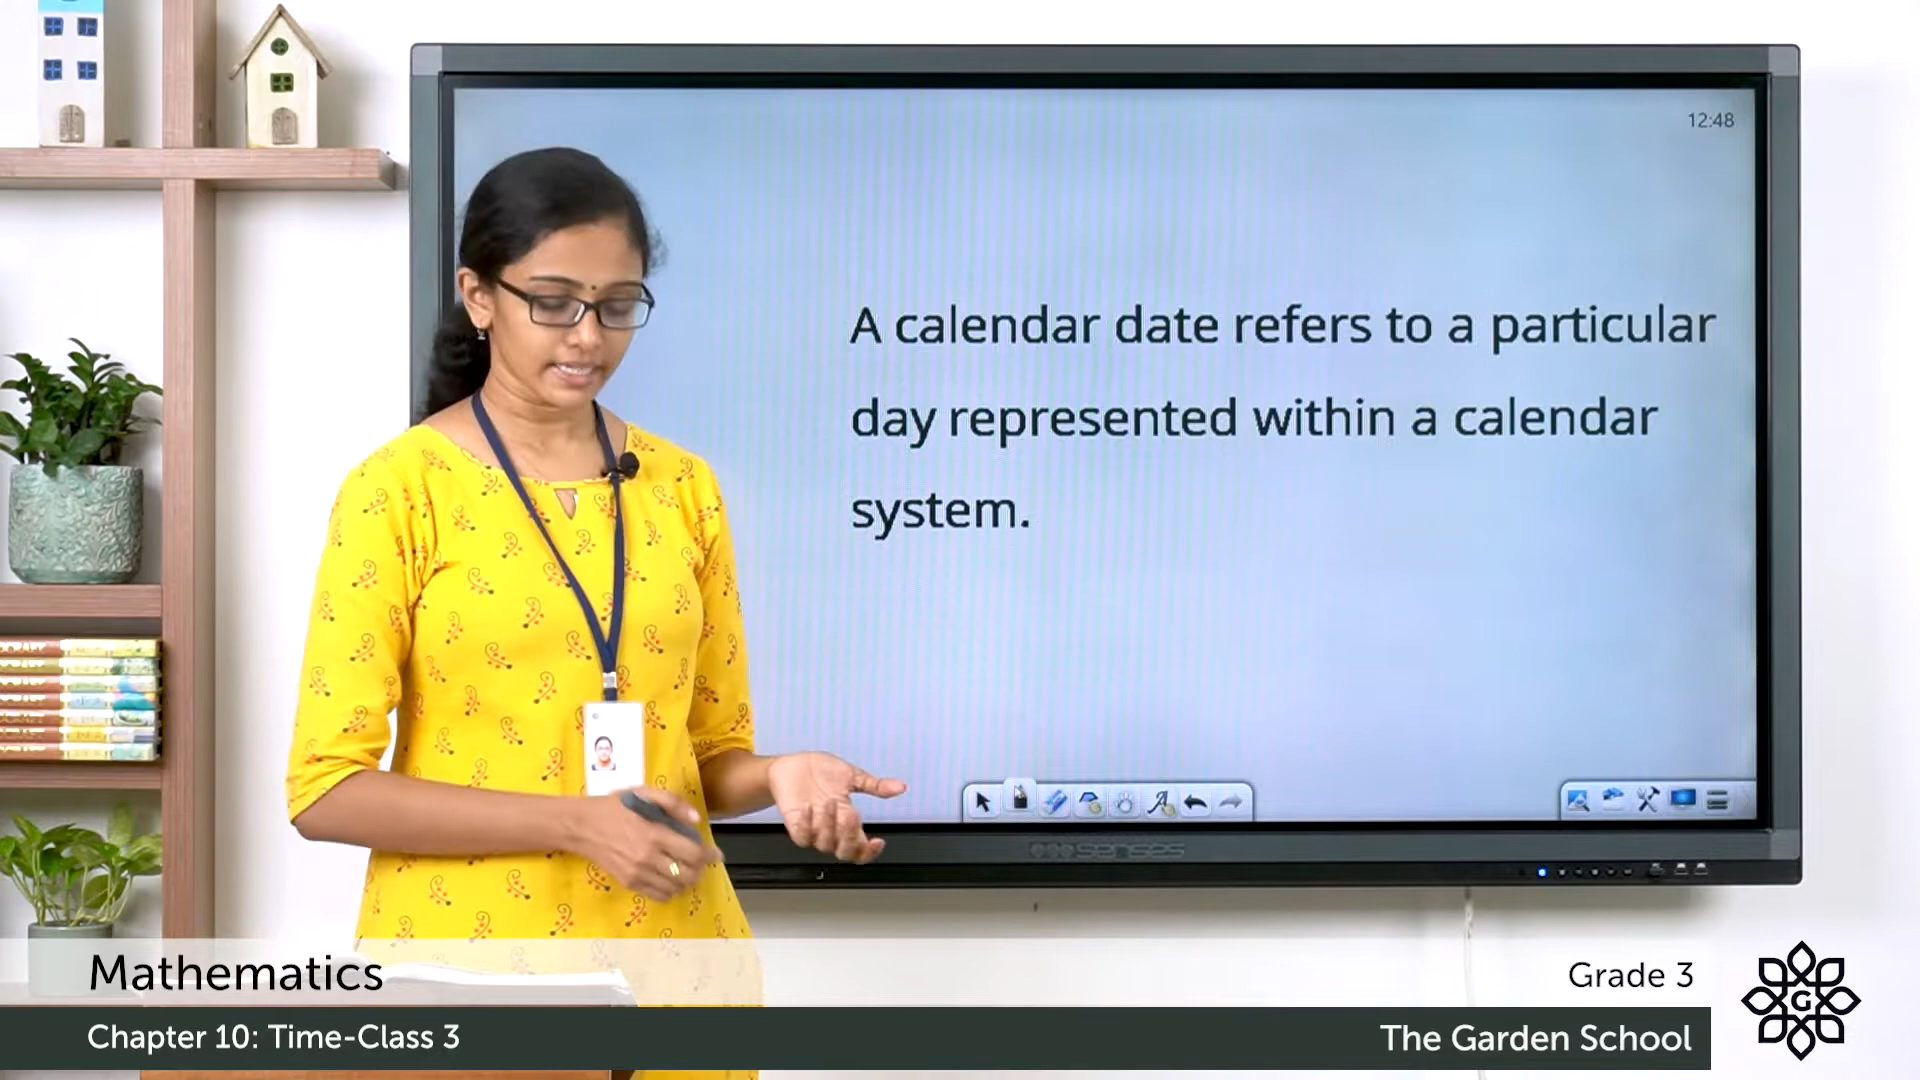 12:48
A calendar date refers to a particular
day represented within a calendar
system.
senses
Mathematics
Grade 3
Chapter 10: Time-Class 3
The Garden School
G